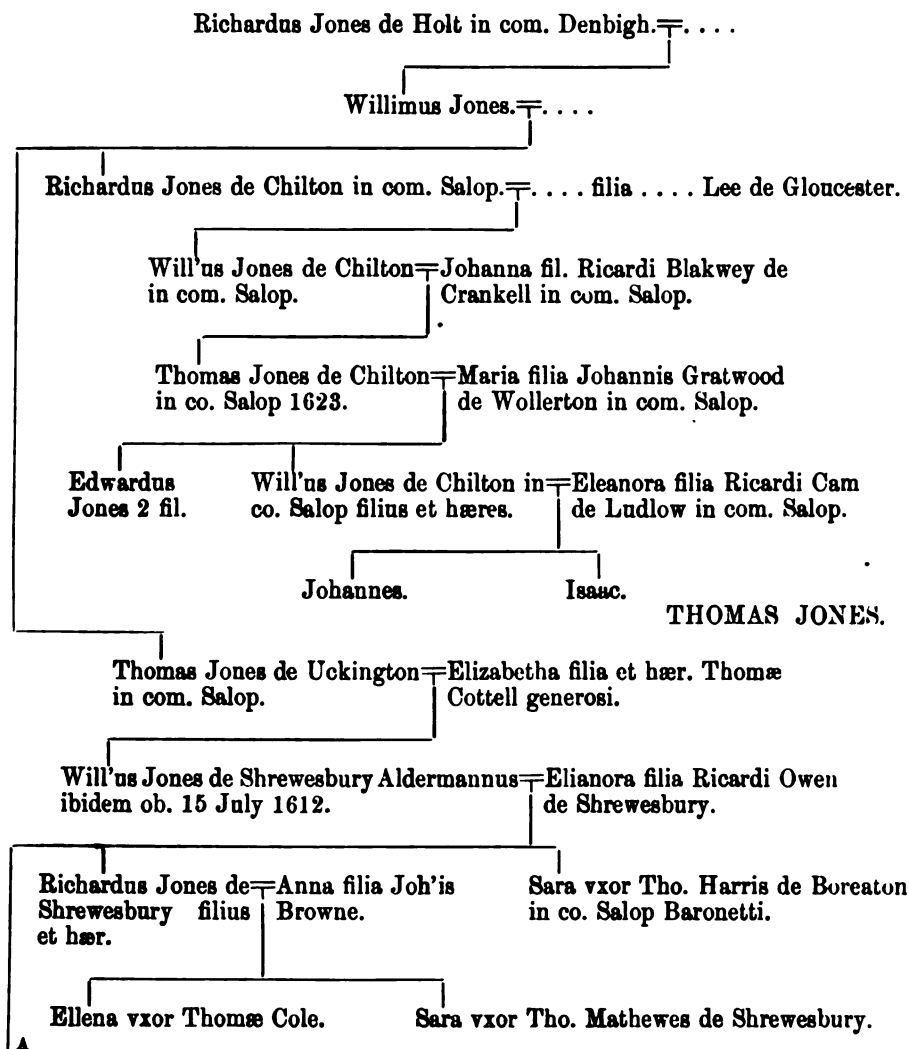 Richardus Jones de Holt in com. Denbigh.=. . . .
Willimus Jones.=. . . .
Richardus Jones de Chilton in com. Salop.=. . . . filia . . . . Lee de Gloucester.
Will'us Jones de Chilton=Johanna fil. Ricardi Blakwey de
in com. Salop. Crankell in com. Salop.
Thomas Jones de Chilton=Maria filia Johannis Gratwood
in co. Salop 1623. de Wollerton in com. Salop.
Edwardus Will'us Jones de Chilton in=Eleanora filia Ricardi Cam
Jones 2 fil. co. Salop filius et hæres. de Ludlow in com. Salop.
Johannes. Isaac.
THOMAS JONES.
Thomas Jones de Uckington=Elizabetha filia et hær. Thomæ
in com. Salop. Cottell generosi.
Will'us Jones de Shrewesbury Aldermannus=Elianora filia Ricardi Owen
ibidem ob. 15 July 1612. de Shrewesbury.
Richardus Jones de=Anna filia Joh'is Sara vxor Tho. Harris de Boreaton
Shrewesbury filius Browne. in co. Salop Baronetti.
et hær.
Ellena vxor Thomæ Cole. Sara vxor Tho. Mathewes de Shrewesbury.
A